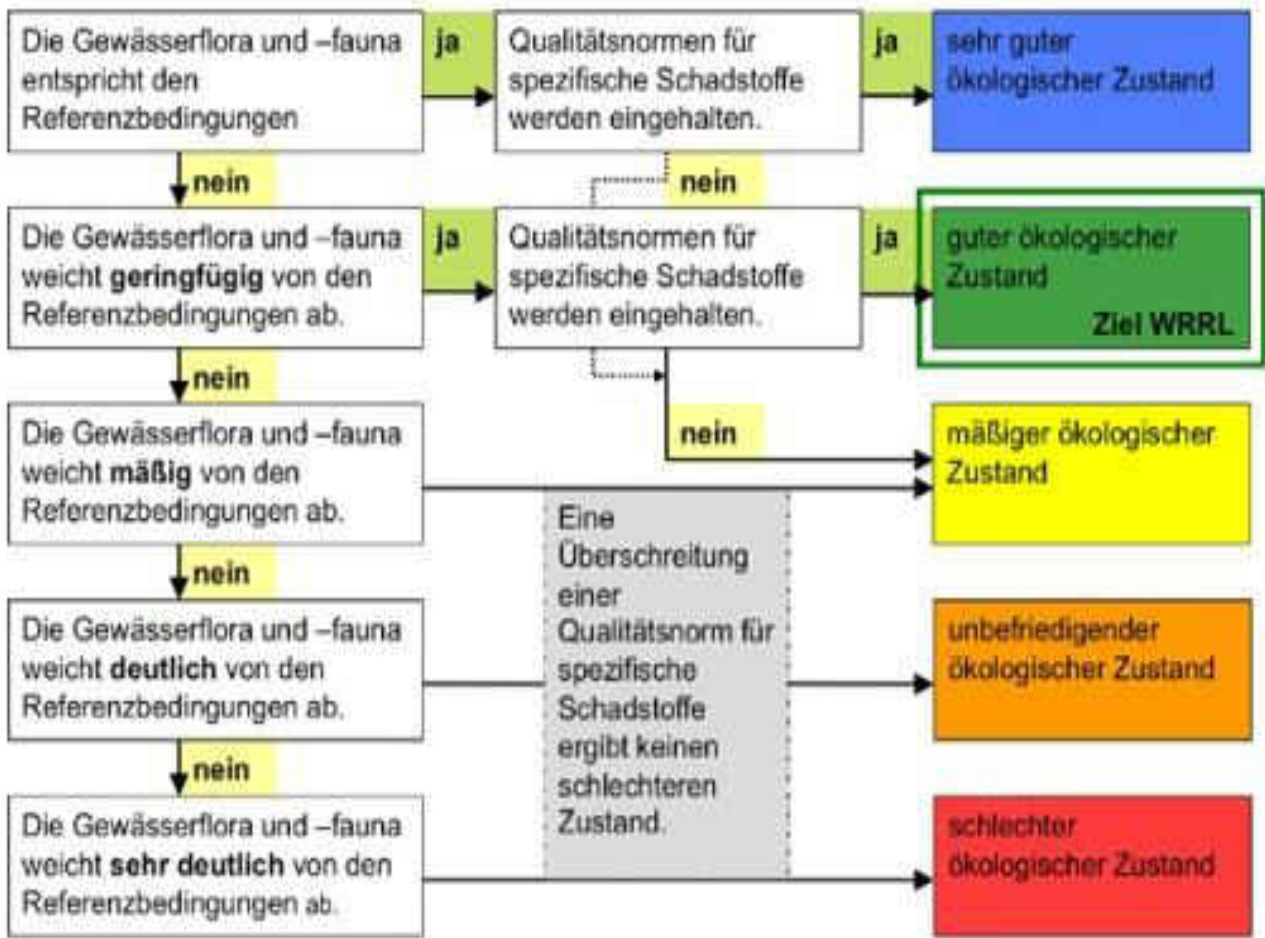 Die Gewässerflora und –fauna
entspricht den
Referenzbedingungen
ja
Qualitätsnormen für
spezifische Schadstoffe
werden eingehalten.
ja
sehr guter
ökologischer Zustand
nein
nein
Die Gewässerflora und –fauna
weicht geringfügig von den
Referenzbedingungen ab.
ja
Qualitätsnormen für
spezifische Schadstoffe
werden eingehalten.
ja
guter ökologischer
Zustand
Ziel WRRL
nein
Die Gewässerflora und –fauna
weicht mäßig von den
Referenzbedingungen ab.
nein
mäßiger ökologischer
Zustand
Eine
Überschreitung
einer
Qualitätsnorm für
spezifische
Schadstoffe
ergibt keinen
schlechteren
Zustand.
nein
Die Gewässerflora und –fauna
weicht deutlich von den
Referenzbedingungen ab.
unbefriedigender
ökologischer Zustand
nein
Die Gewässerflora und –fauna
weicht sehr deutlich von den
Referenzbedingungen ab.
schlechter
ökologischer Zustand